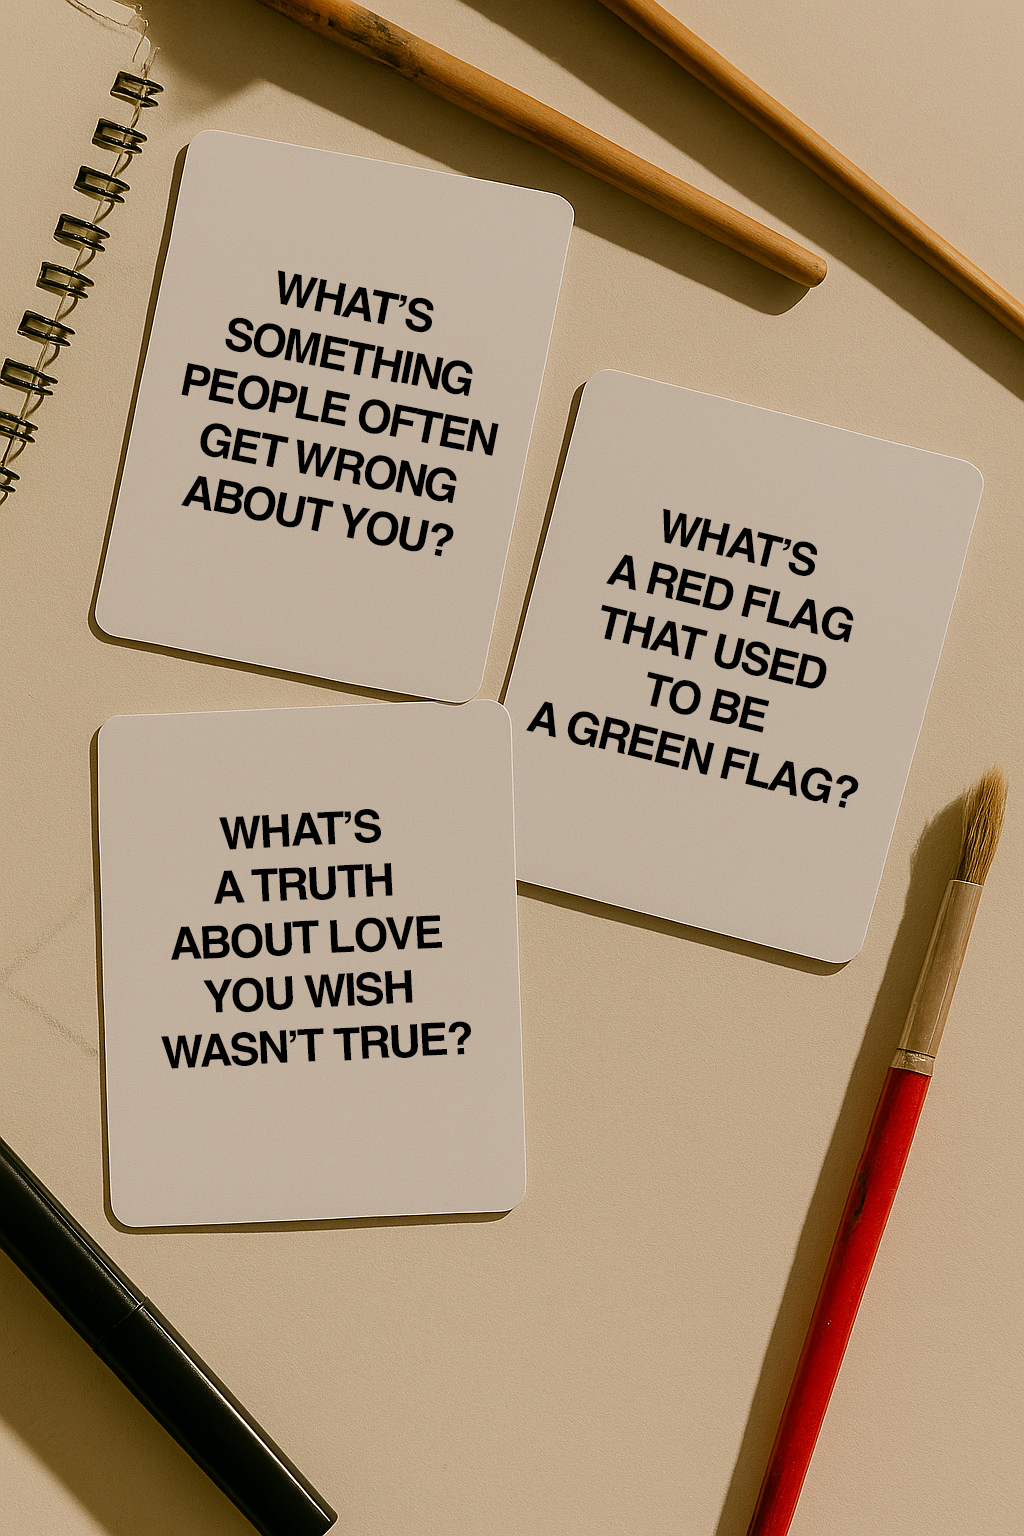 WHAT’S
SOMETHING
PEOPLE OFTEN
GET WRONG
ABOUT YOU?
WHAT’S
A RED FLAG
THAT USED
TO BE
A GREEN FLAG?
WHAT’S
A TRUTH
ABOUT LOVE
YOU WISH
WASN’T TRUE?